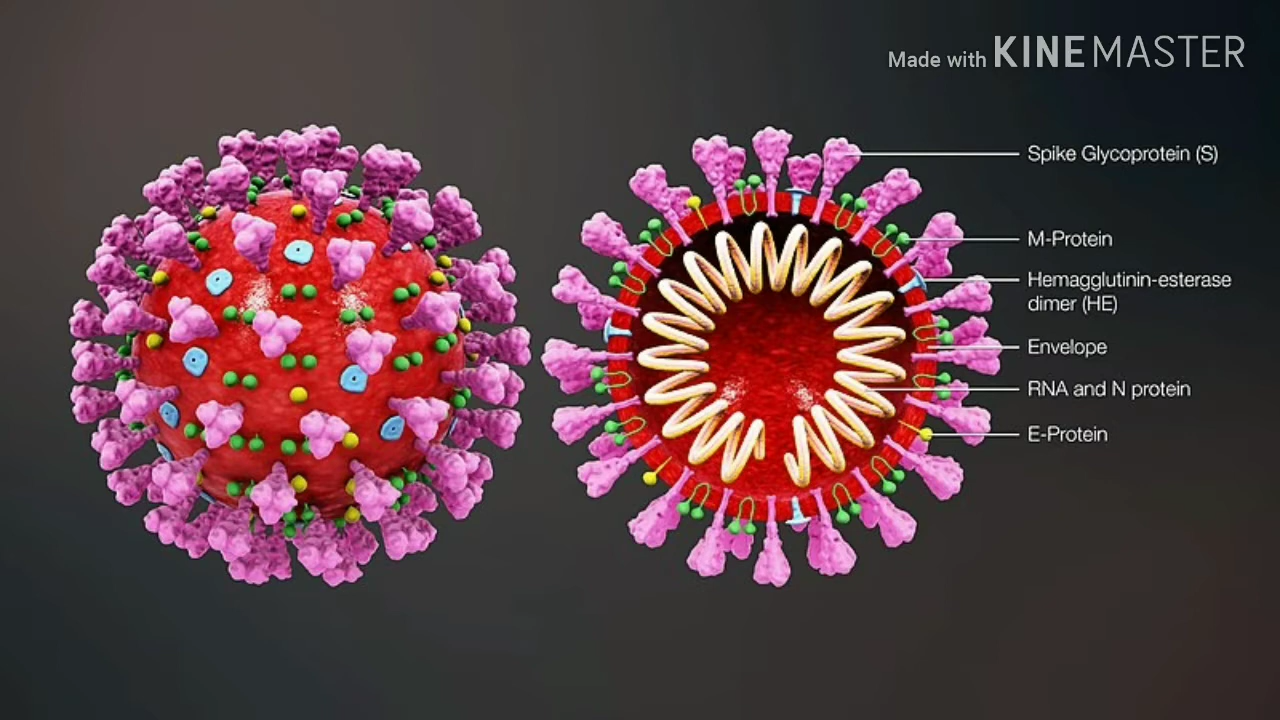 Made with KINEMASTER
Spike Glycoprotein (S)
M-Protein
Hemagglutinin-esterase
dimer (HE)
Envelope
RNA and N protein
E-Protein